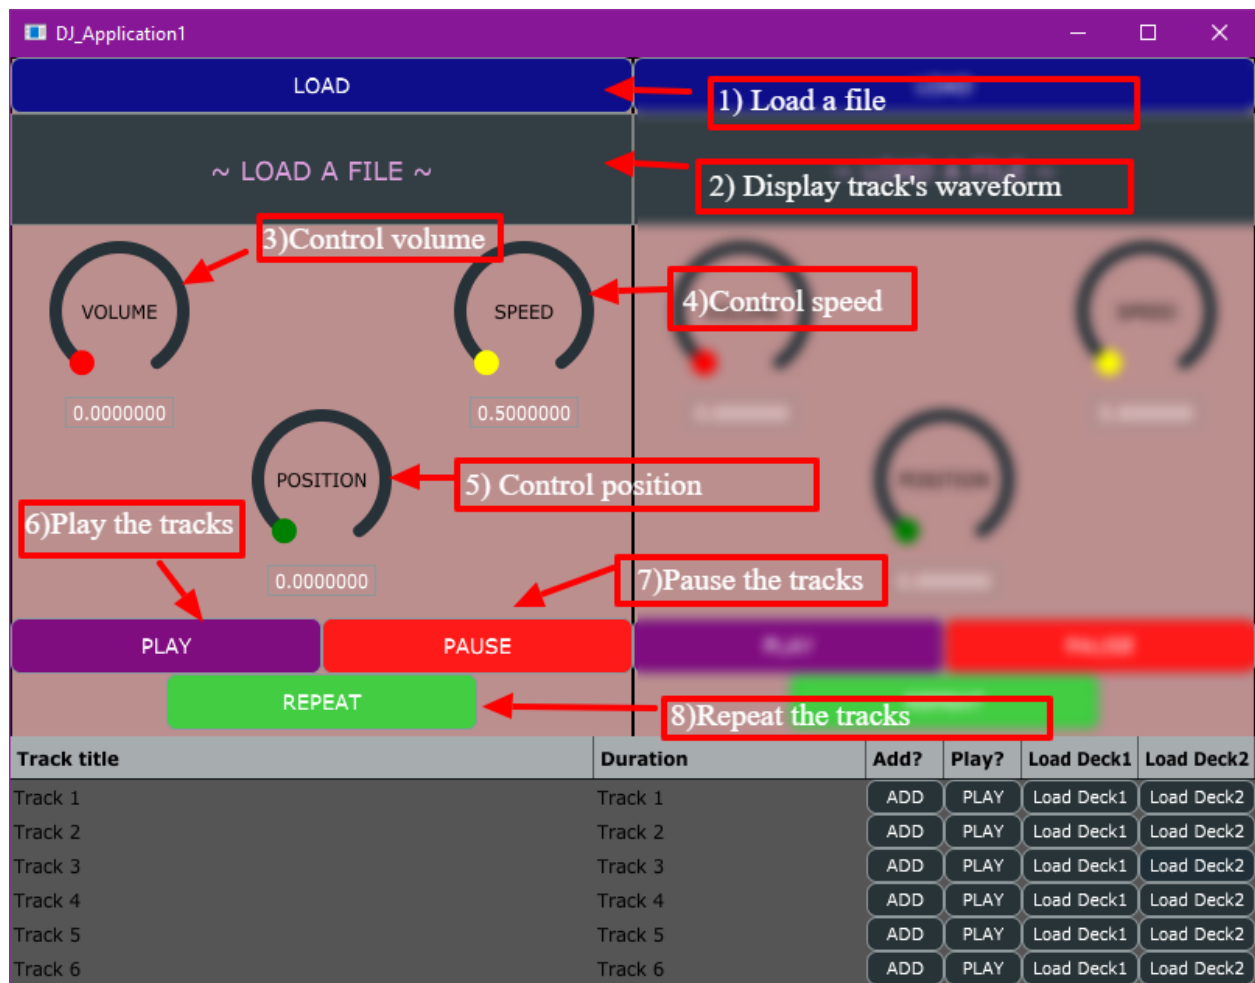 DJ_Application1
LOAD
1) Load a file
~ LOAD A FILE ~
2) Display track's waveform
3)Control volume
VOLUME
SPEED
4)Control speed
0.0000000
0.5000000
POSITION
5) Control position
6)Play the tracks
0.0000000
7)Pause the tracks
PLAY
PAUSE
REPEAT
8)Repeat the tracks
Track title Duration Add? Play? Load Deck1 Load Deck2
Track 1 Track 1 ADD PLAY Load Deck1 Load Deck2
Track 2 Track 2 ADD PLAY Load Deck1 Load Deck2
Track 3 Track 3 ADD PLAY Load Deck1 Load Deck2
Track 4 Track 4 ADD PLAY Load Deck1 Load Deck2
Track 5 Track 5 ADD PLAY Load Deck1 Load Deck2
Track 6 Track 6 ADD PLAY Load Deck1 Load Deck2